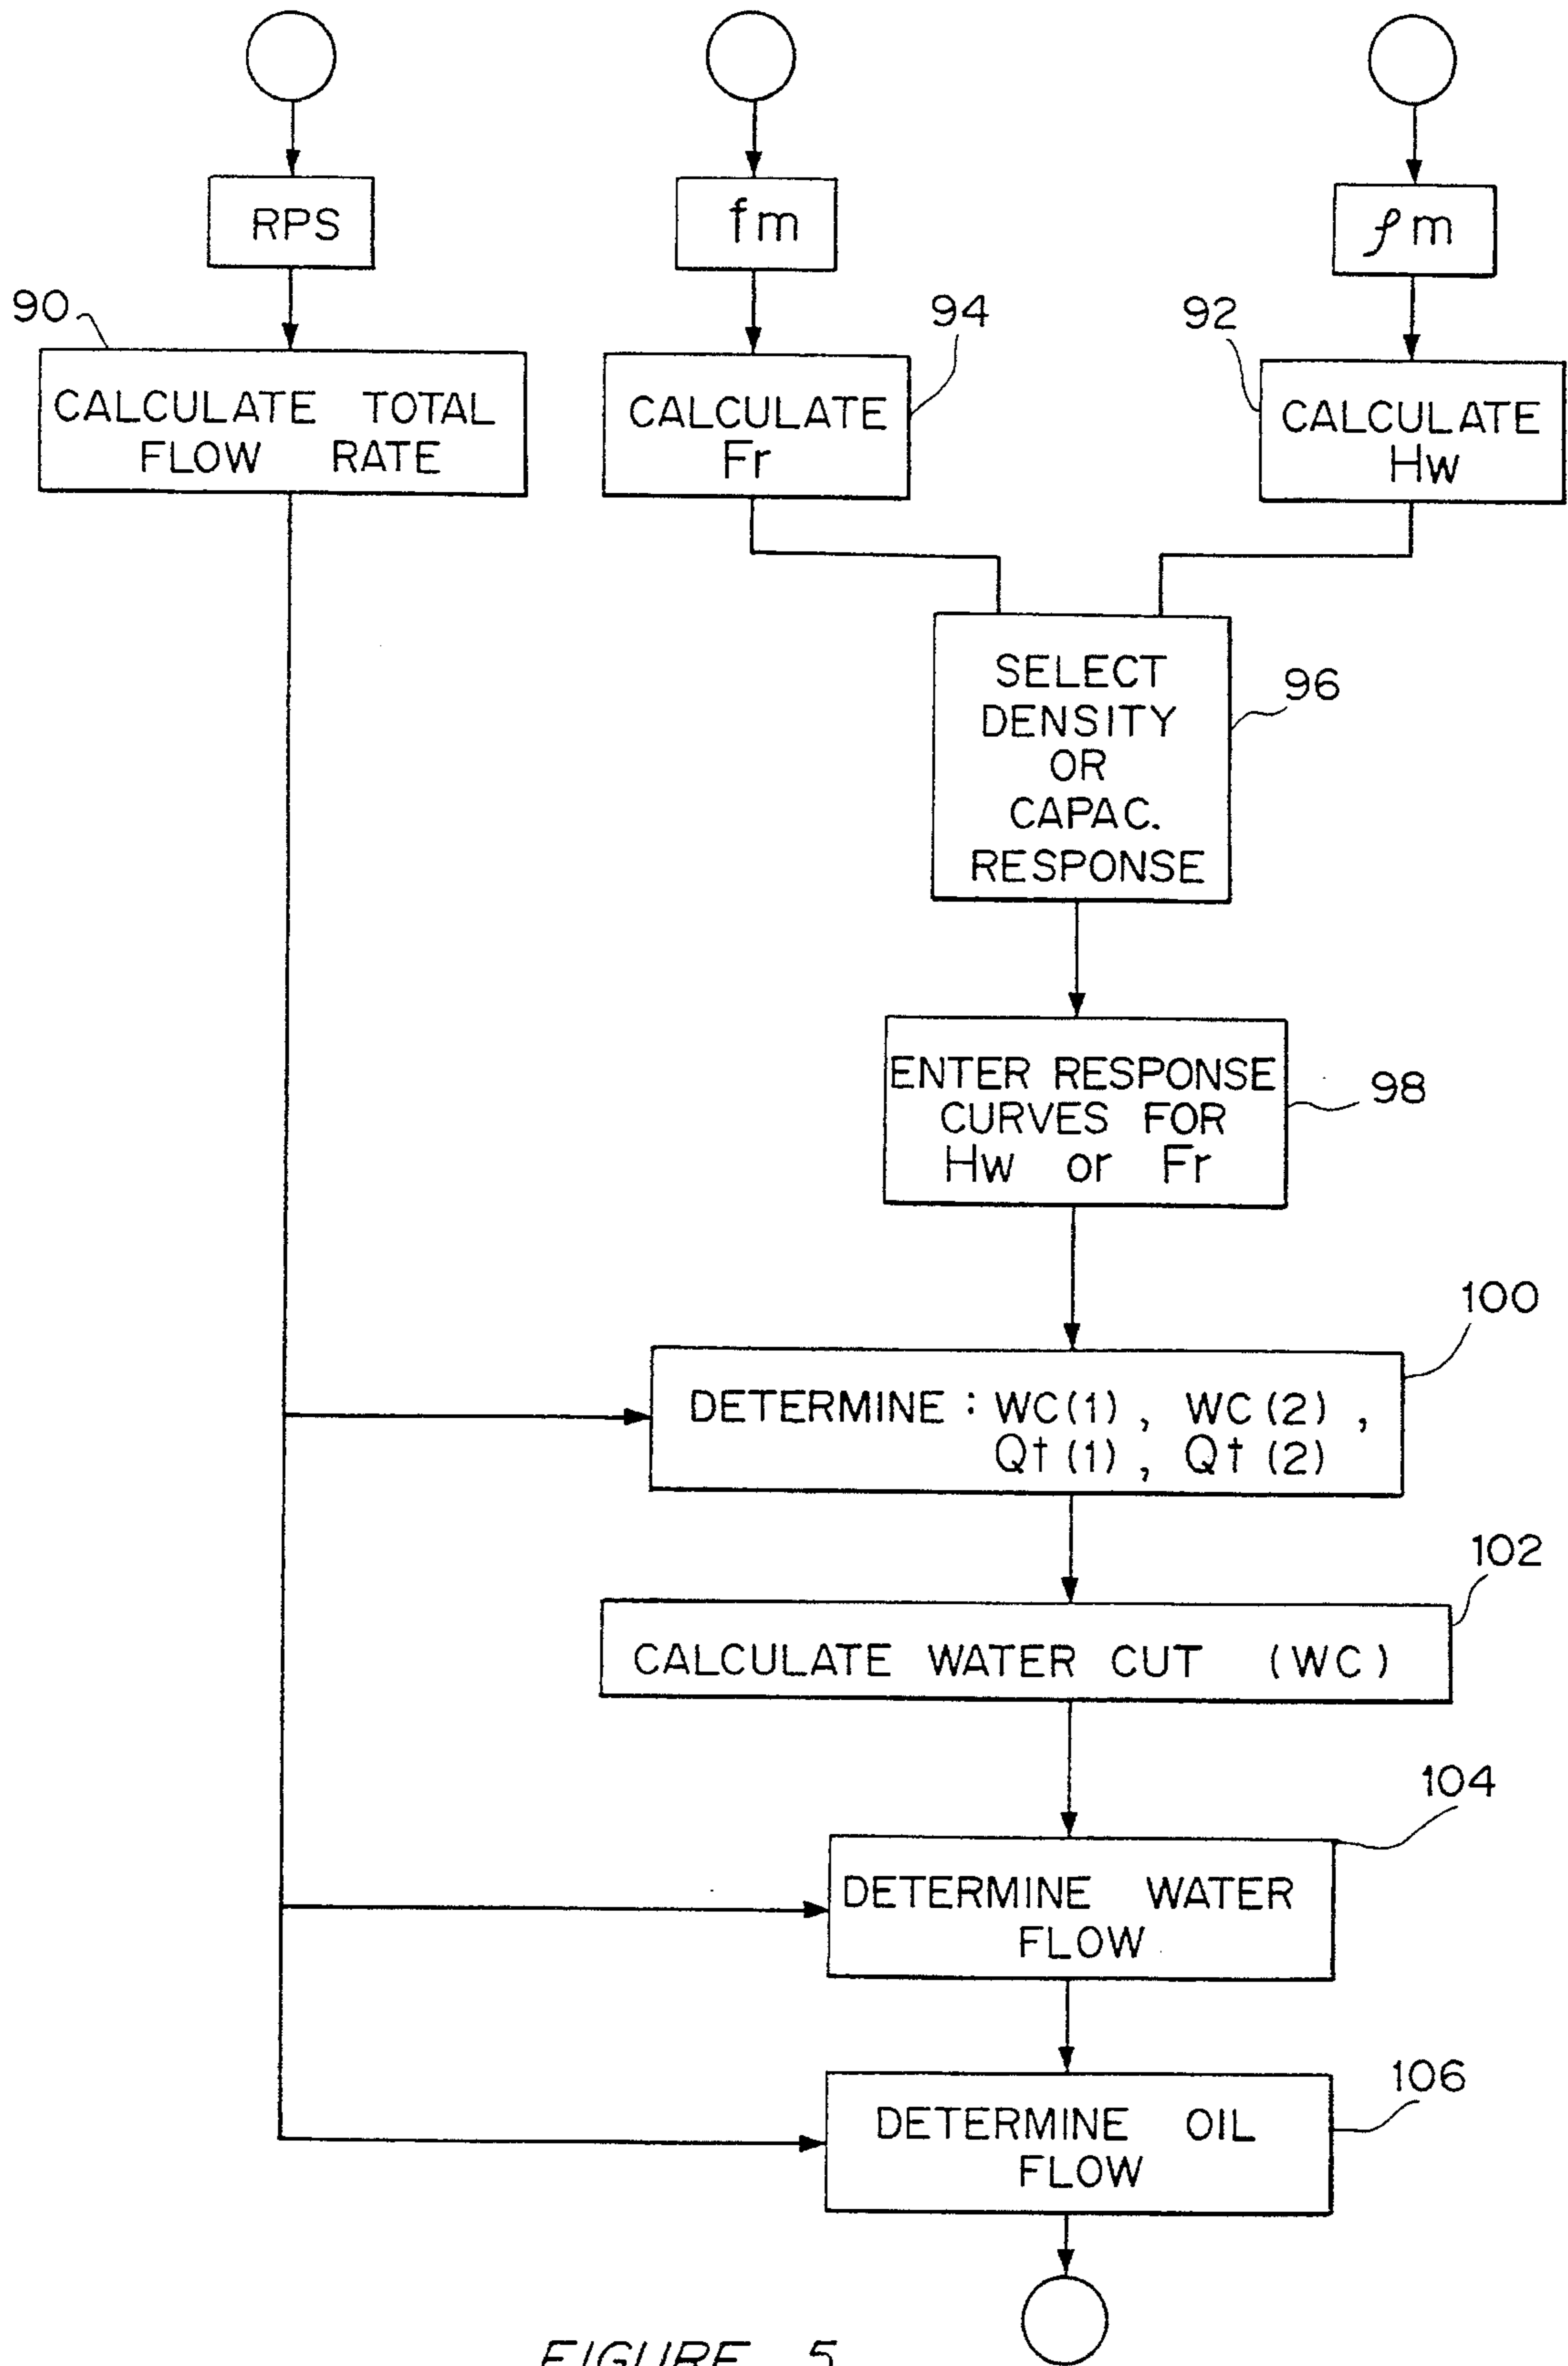 RPS
fm
ρm
90
94
92
CALCULATE TOTAL
FLOW RATE
CALCULATE
Fr
CALCULATE
Hw
SELECT
DENSITY
OR
CAPAC.
RESPONSE
96
ENTER RESPONSE
CURVES FOR
Hw or Fr
98
100
DETERMINE : WC(1), WC(2),
Qt(1), Qt(2)
102
CALCULATE WATER CUT (WC)
104
DETERMINE WATER
FLOW
106
DETERMINE OIL
FLOW
FIGURE 5